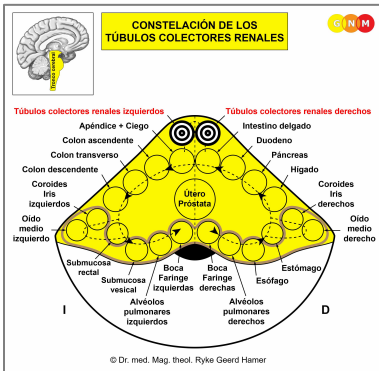 CONSTELACIÓN DE LOS
TÚBULOS COLECTORES RENALES
GNM
Tronco cerebral
Túbulos colectores renales izquierdos
Túbulos colectores renales derechos
Apéndice + Ciego
Intestino delgado
Colon ascendente
Duodeno
Colon transverso
Páncreas
Colon descendente
Hígado
Coroides
Iris
izquierdos
Útero
Próstata
Coroides
Iris
derechos
Oído
medio
izquierdo
Oído
medio
derecho
Submucosa
rectal
Submucosa
vesical
Boca
Faringe
izquierdas
Boca
Faringe
derechas
Estómago
Esófago
Alvéolos
pulmonares
izquierdos
Alvéolos
pulmonares
derechos
I
D
© Dr. med. Mag. theol. Ryke Geerd Hamer